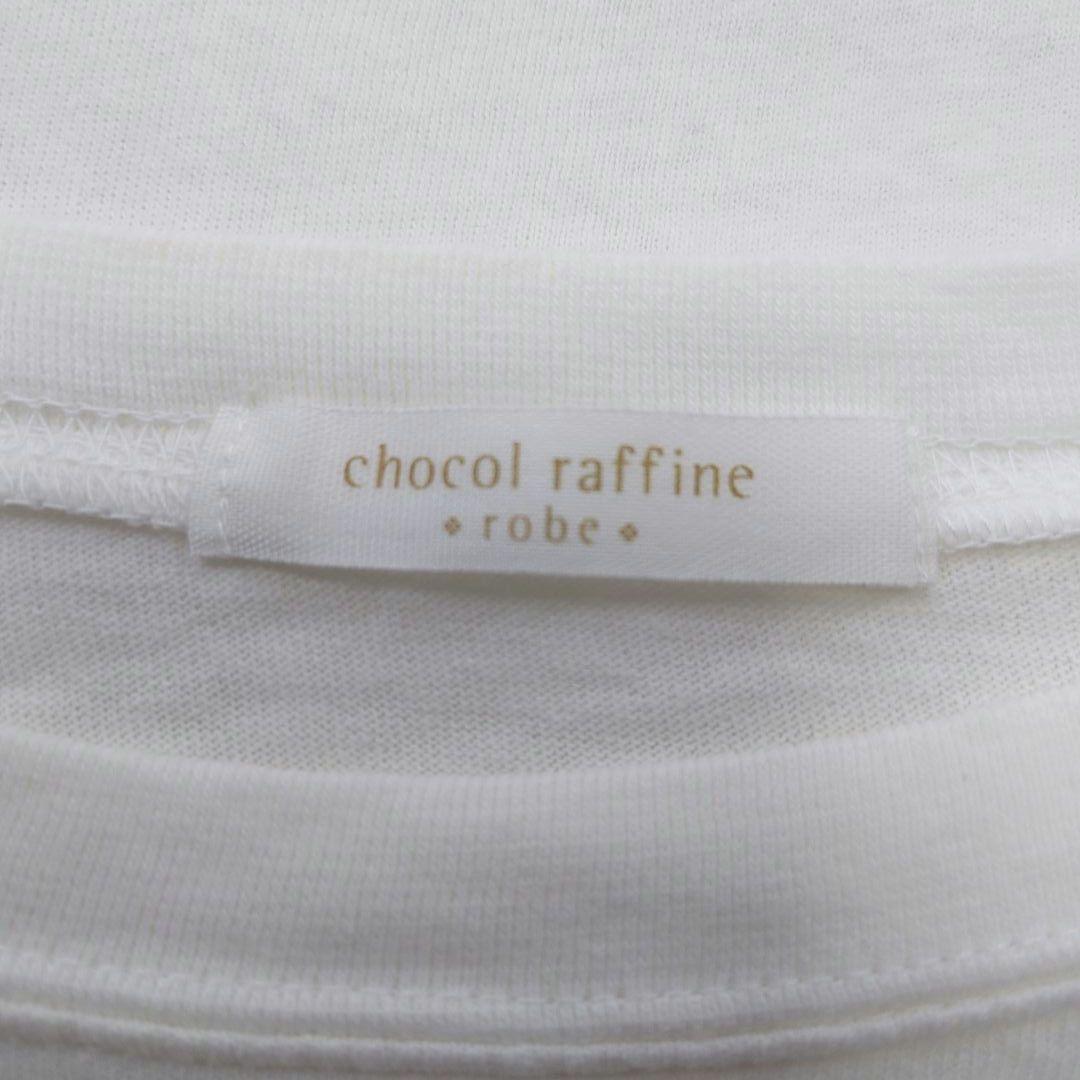 chocol raffine
❖ robe ❖